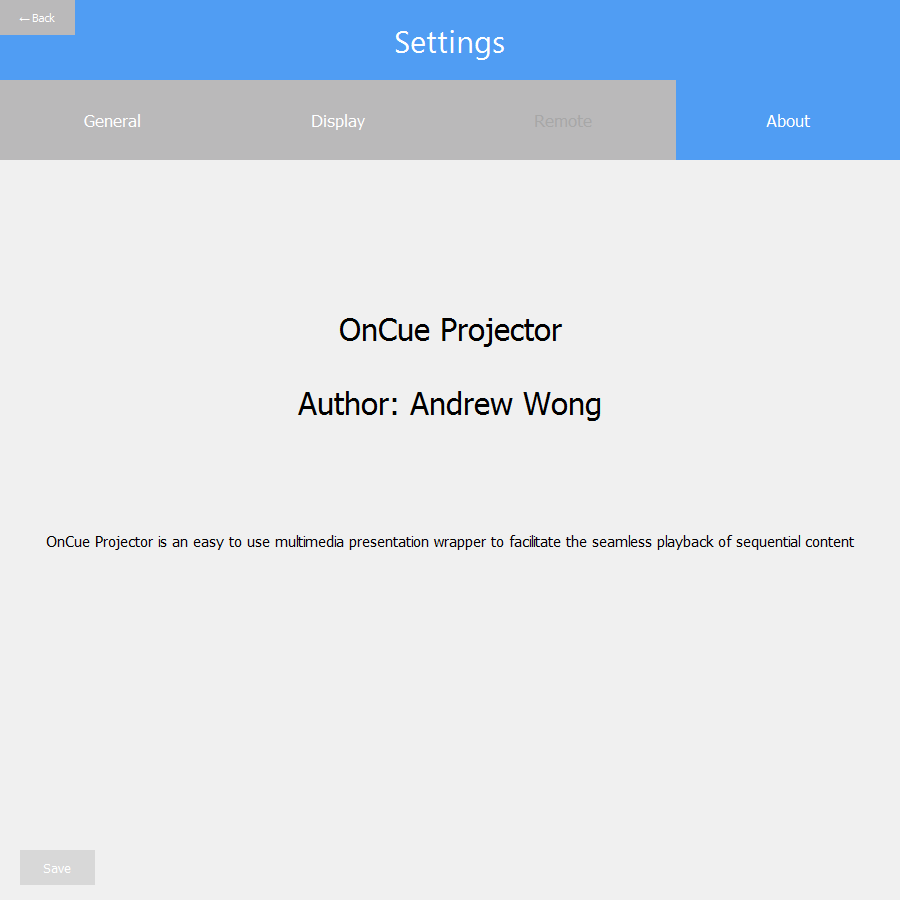 ←Back
Settings
General
Display
Remote
About
OnCue Projector
Author: Andrew Wong
OnCue Projector is an easy to use multimedia presentation wrapper to facilitate the seamless playback of sequential content
Save